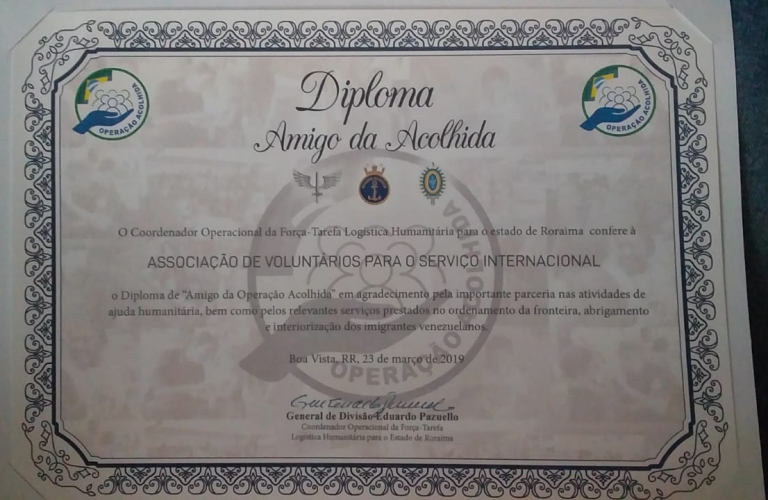 Diploma
Amigo da Acolhida
OPERAÇÃO ACOLHIDA
OPERAÇÃO ACOLHIDA
O Coordenador Operacional da Força-Tarefa Logística Humanitária para o estado de Roraima confere à
ASSOCIAÇÃO DE VOLUNTÁRIOS PARA O SERVIÇO INTERNACIONAL
o Diploma de "Amigo da Operação Acolhida" em agradecimento pela importante parceria nas atividades de
ajuda humanitária, bem como pelos relevantes serviços prestados no ordenamento da fronteira, abrigamento
e interiorização dos imigrantes venezuelanos.
Boa Vista, RR, 23 de março de 2019
OPERAÇÃO ACOLHIDA
General de Divisão Eduardo Pazuello
Coordenador Operacional da Força-Tarefa
Logística Humanitária para o Estado de Roraima